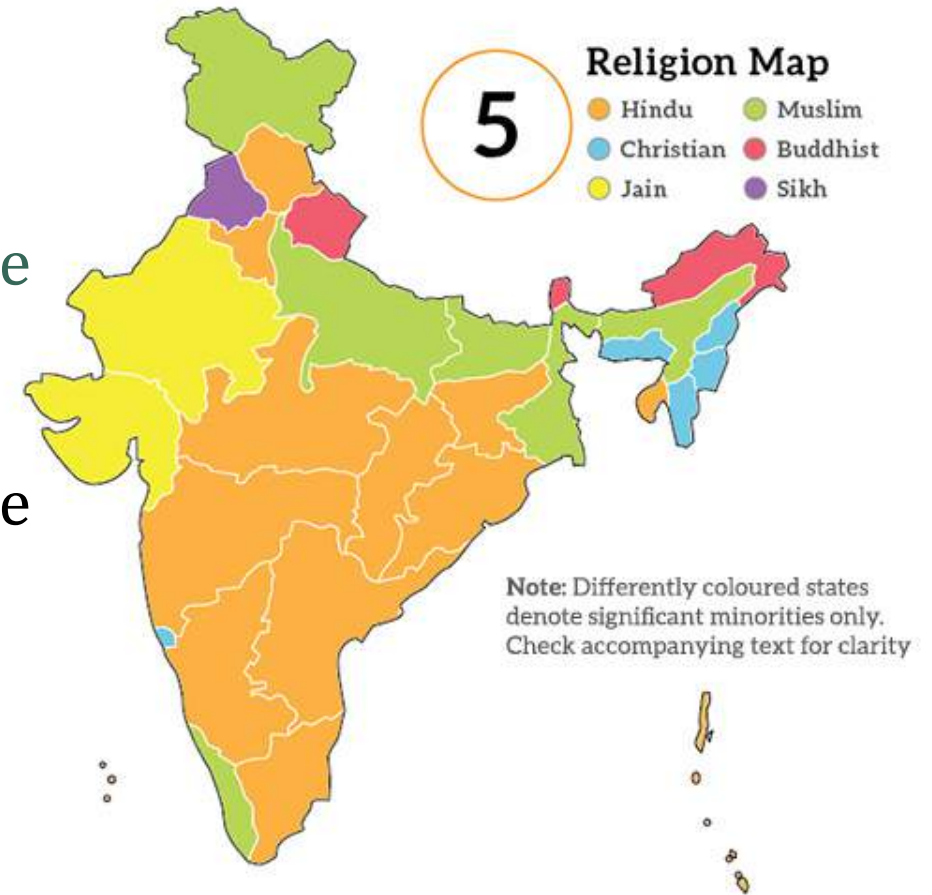 5
Religion Map
Hindu
Muslim
Christian
Buddhist
Jain
Sikh
e
e
Note: Differently coloured states
denote significant minorities only.
Check accompanying text for clarity